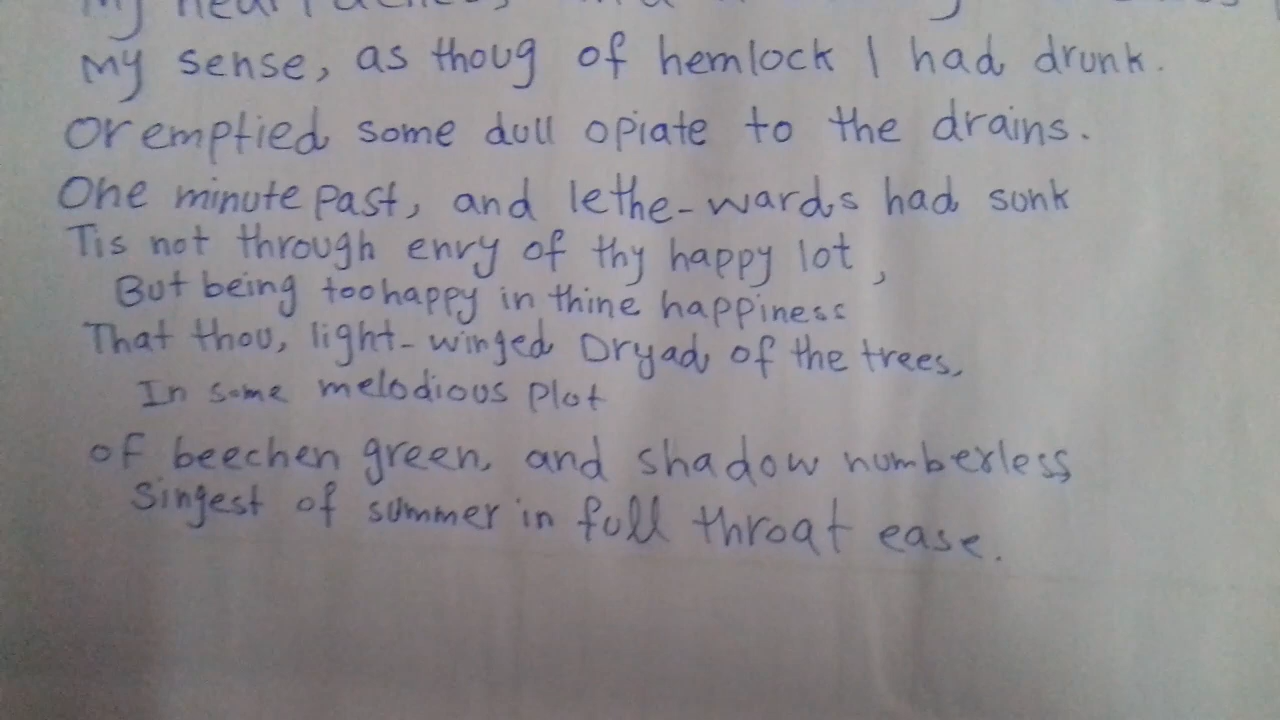 My heart aches,
My sense, as thoug of hemlock I had drunk.
Or emptied some dull opiate to the drains.
One minute past, and lethe-wards had sunk
Tis not through envy of thy happy lot,
But being too happy in thine happiness
That thou, light-winged Dryad of the trees,
In some melodious plot
of beechen green, and shadow numberless
Singest of summer in full throat ease.